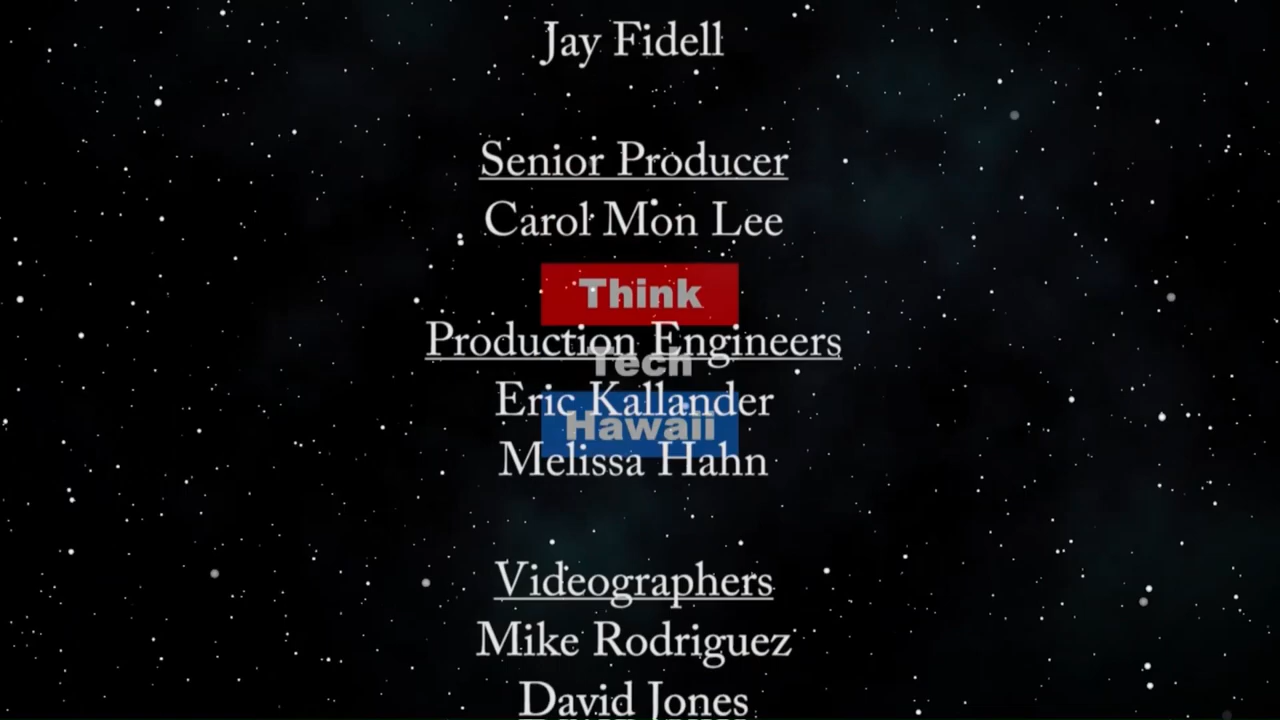 Jay Fidell
Senior Producer
Carol Mon Lee
Think
Production Engineers
Tech
Eric Kallander
Hawaii
Melissa Hahn
Videographers
Mike Rodriguez
David Jones